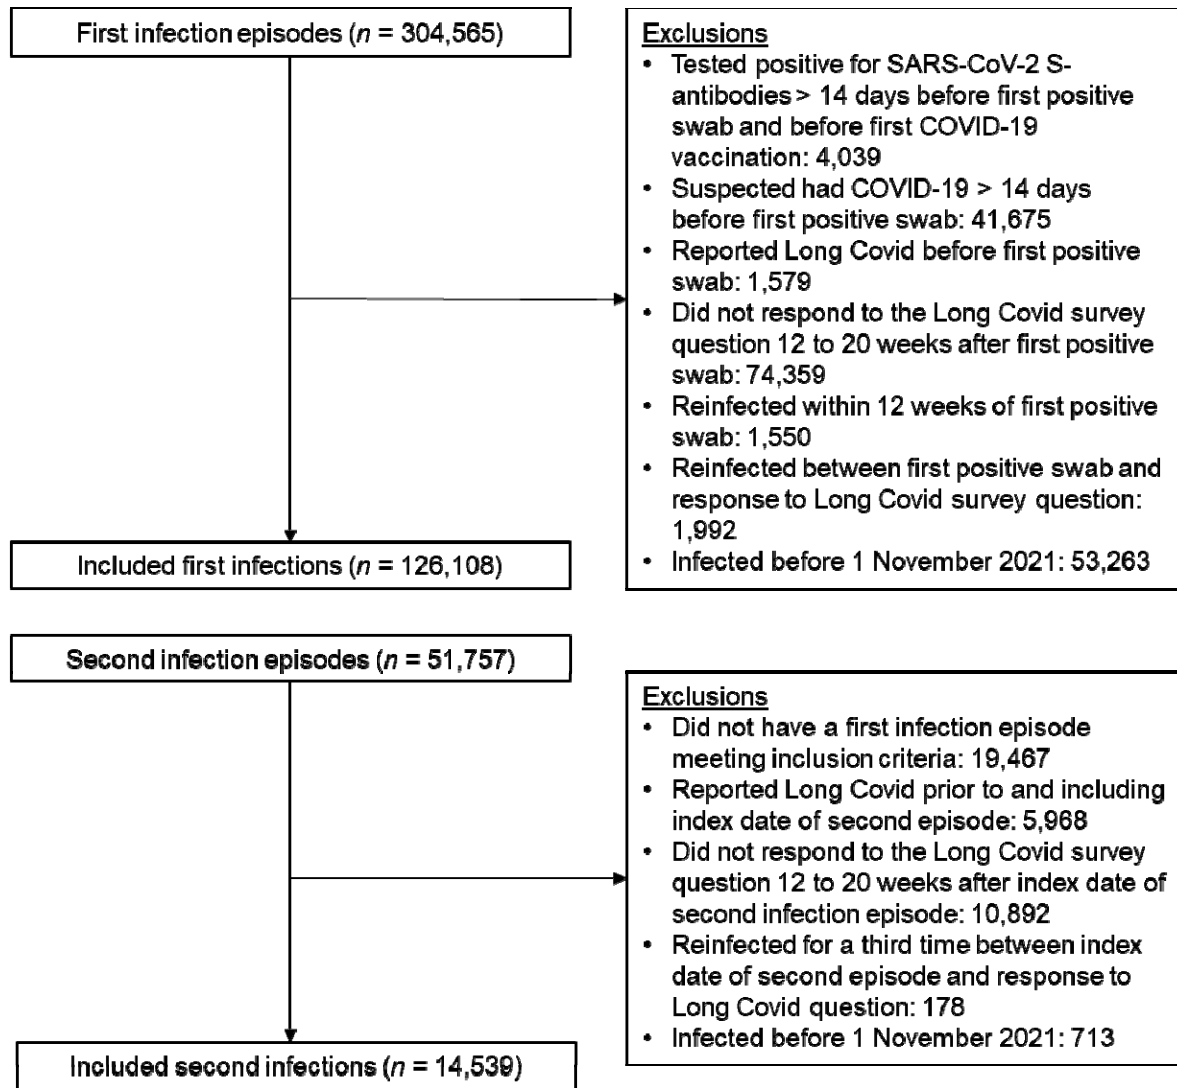 First infection episodes (n = 304,565)
Exclusions
• Tested positive for SARS-CoV-2 S-
antibodies > 14 days before first positive
swab and before first COVID-19
vaccination: 4,039
• Suspected had COVID-19 > 14 days
before first positive swab: 41,675
• Reported Long Covid before first positive
swab: 1,579
• Did not respond to the Long Covid survey
question 12 to 20 weeks after first positive
swab: 74,359
• Reinfected within 12 weeks of first positive
swab: 1,550
• Reinfected between first positive swab and
response to Long Covid survey question:
1,992
• Infected before 1 November 2021: 53,263
Included first infections (n = 126,108)
Second infection episodes (n = 51,757)
Exclusions
• Did not have a first infection episode
meeting inclusion criteria: 19,467
• Reported Long Covid prior to and including
index date of second episode: 5,968
• Did not respond to the Long Covid survey
question 12 to 20 weeks after index date of
second infection episode: 10,892
• Reinfected for a third time between index
date of second episode and response to
Long Covid question: 178
• Infected before 1 November 2021: 713
Included second infections (n = 14,539)